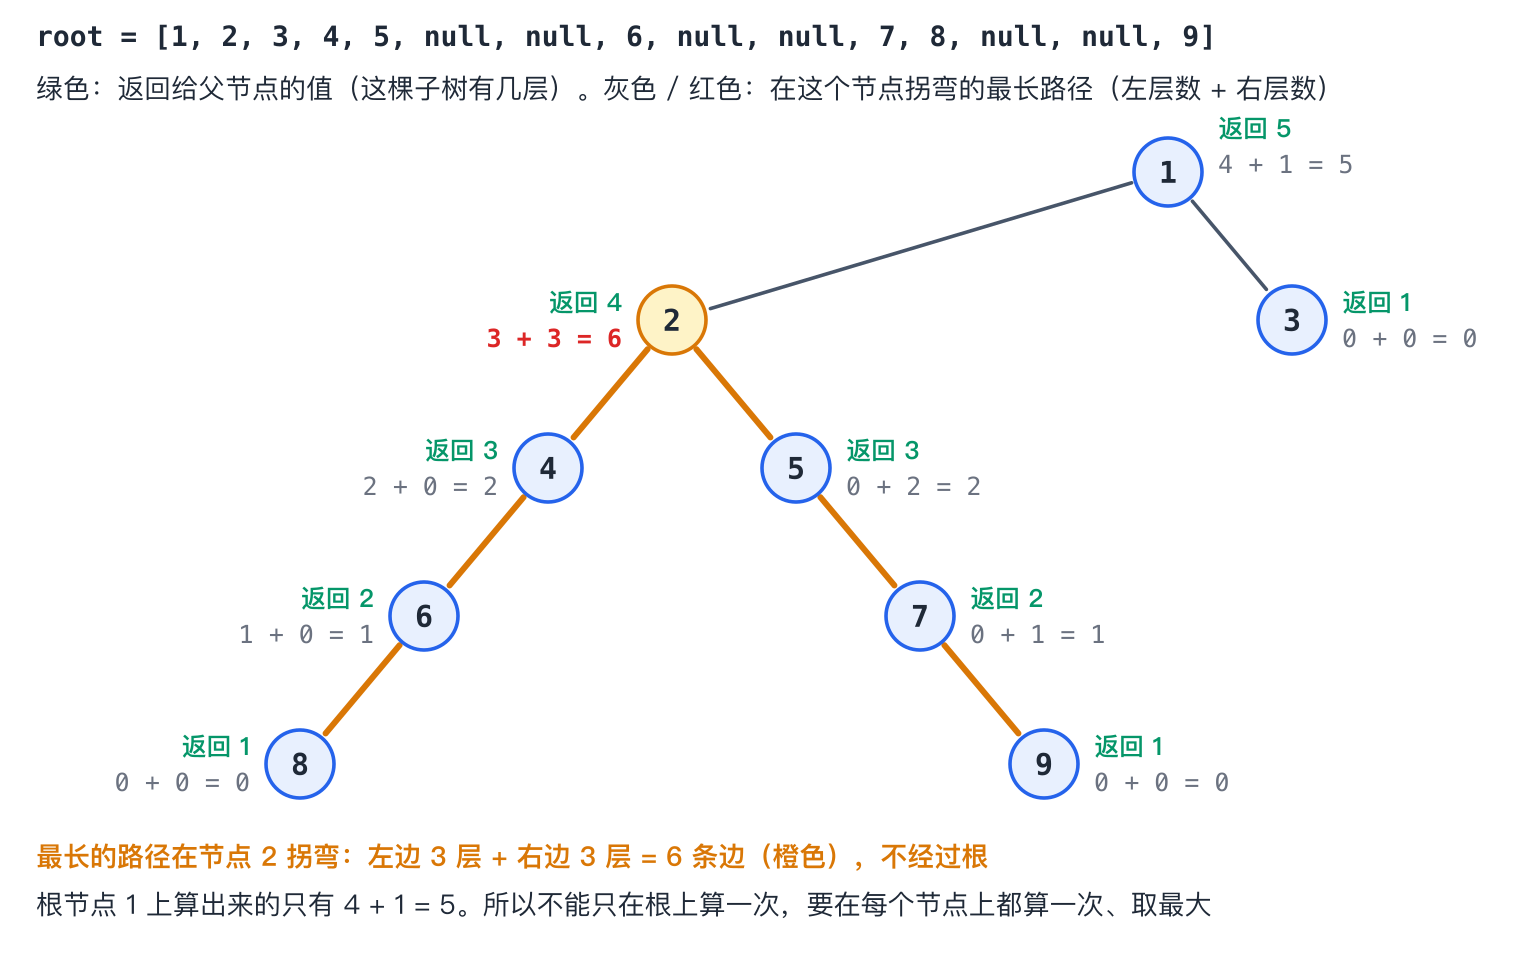 root = [1, 2, 3, 4, 5, null, null, 6, null, null, 7, 8, null, null, 9]
绿色：返回给父节点的值（这棵子树有几层）。灰色 / 红色：在这个节点拐弯的最长路径（左层数 + 右层数）
返回 5
1
4 + 1 = 5
返回 4
2
3 + 3 = 6
3
返回 1
0 + 0 = 0
返回 3
4
2 + 0 = 2
5
返回 3
0 + 2 = 2
返回 2
6
1 + 0 = 1
7
返回 2
0 + 1 = 1
返回 1
8
0 + 0 = 0
9
返回 1
0 + 0 = 0
最长的路径在节点 2 拐弯：左边 3 层 + 右边 3 层 = 6 条边（橙色），不经过根
根节点 1 上算出来的只有 4 + 1 = 5。所以不能只在根上算一次，要在每个节点上都算一次、取最大